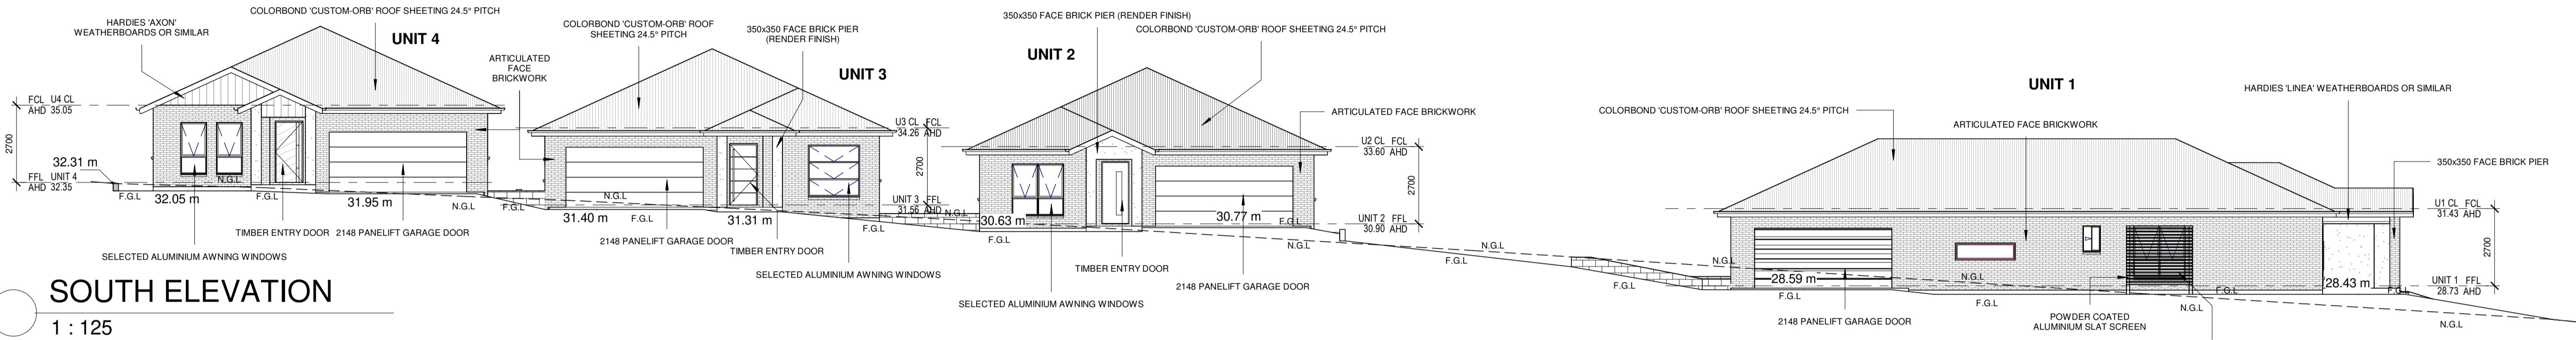 HARDIES 'AXON'
WEATHERBOARDS OR SIMILAR
COLORBOND 'CUSTOM-ORB' ROOF SHEETING 24.5° PITCH
UNIT 4
ARTICULATED
FACE
BRICKWORK
FCL U4 CL
AHD 35.05
2700
32.31 m
FFL UNIT 4
AHD 32.35
F.G.L
32.05 m
N.G.L
F.G.L
31.95 m
N.G.L
F.G.L
TIMBER ENTRY DOOR
2148 PANELIFT GARAGE DOOR
SELECTED ALUMINIUM AWNING WINDOWS
COLORBOND 'CUSTOM-ORB' ROOF
SHEETING 24.5° PITCH
350x350 FACE BRICK PIER
(RENDER FINISH)
UNIT 3
U3 CL FCL
34.26 AHD
2700
UNIT 3 FFL
31.56 AHD
N.G.L
N.G.L
31.40 m
F.G.L
31.31 m
F.G.L
2148 PANELIFT GARAGE DOOR
TIMBER ENTRY DOOR
SELECTED ALUMINIUM AWNING WINDOWS
350x350 FACE BRICK PIER (RENDER FINISH)
COLORBOND 'CUSTOM-ORB' ROOF SHEETING 24.5° PITCH
UNIT 2
ARTICULATED FACE BRICKWORK
U2 CL FCL
33.60 AHD
2700
UNIT 2 FFL
30.90 AHD
30.63 m
30.77 m
F.G.L
F.G.L
N.G.L
N.G.L
F.G.L
TIMBER ENTRY DOOR
2148 PANELIFT GARAGE DOOR
SELECTED ALUMINIUM AWNING WINDOWS
UNIT 1
COLORBOND 'CUSTOM-ORB' ROOF SHEETING 24.5° PITCH
ARTICULATED FACE BRICKWORK
HARDIES 'LINEA' WEATHERBOARDS OR SIMILAR
350x350 FACE BRICK PIER
U1 CL FCL
31.43 AHD
2700
UNIT 1 FFL
28.73 AHD
N.G.L
F.G.L
28.59 m
F.G.L
N.G.L
F.G.L
F.G.L
N.G.L
28.43 m
F.G.L
N.G.L
2148 PANELIFT GARAGE DOOR
POWDER COATED
ALUMINIUM SLAT SCREEN
SOUTH ELEVATION
1 : 125